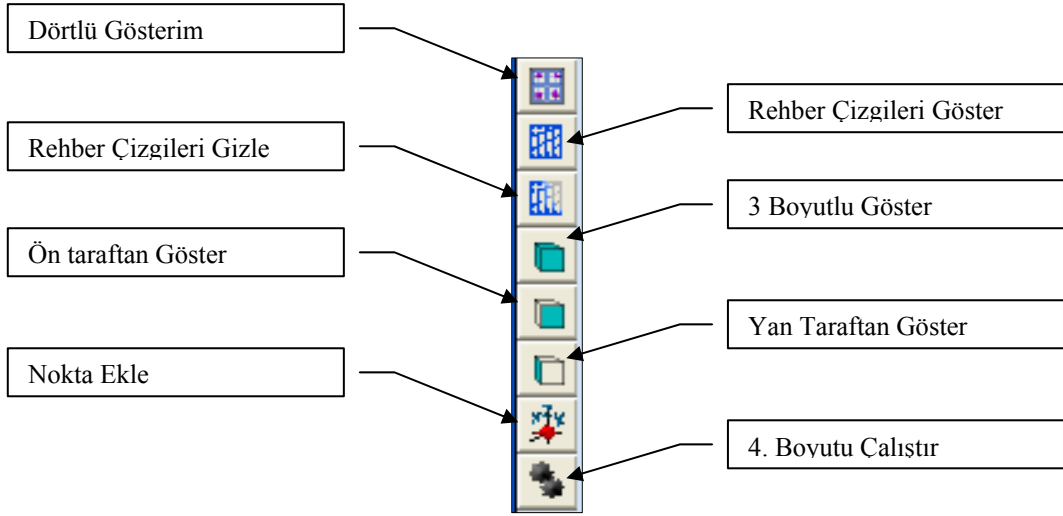 Dörtlü Gösterim
Rehber Çizgileri Göster
Rehber Çizgileri Gizle
3 Boyutlu Göster
Ön taraftan Göster
Yan Taraftan Göster
Nokta Ekle
4. Boyutu Çalıştır